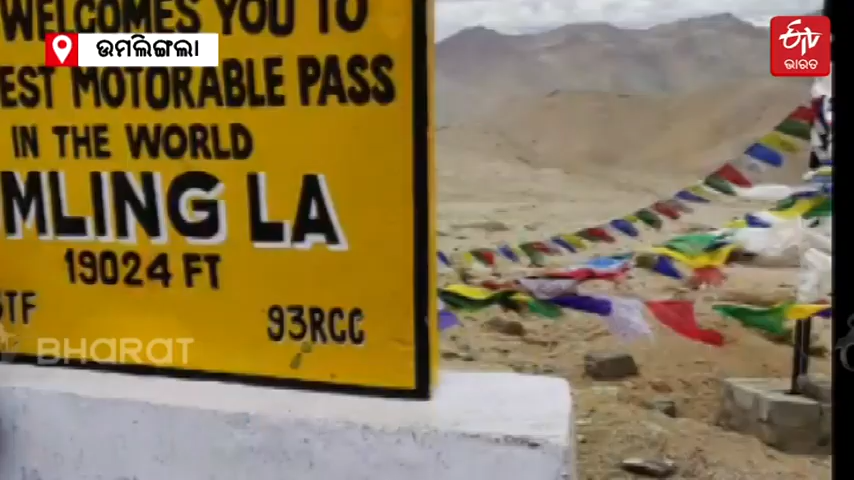 WELCOMES YOU TO
ଉମଲିଙ୍ଗଲା
EST MOTORABLE PASS
IN THE WORLD
MLING LA
19024 FT
TF
93RCC
BHARAT
ETV
ଭାରତ